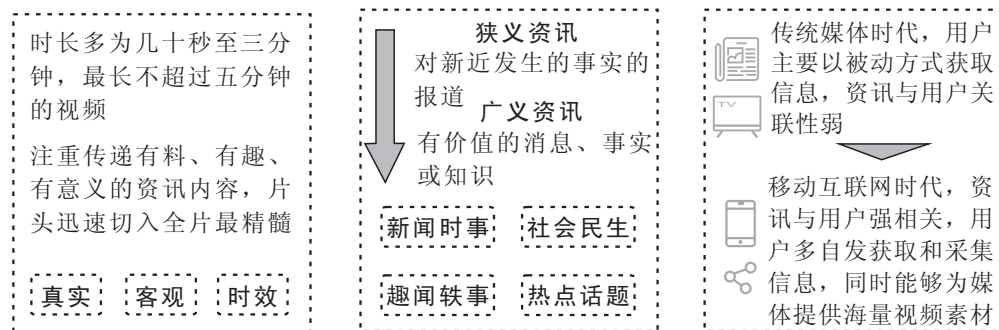 时长多为几十秒至三分
钟，最长不超过五分钟
的视频
注重传递有料、有趣、
有意义的资讯内容，片
头迅速切入全片最精髓
真实 客观 时效
狭义资讯
对新近发生的事实的
报道
广义资讯
有价值的消息、事实
或知识
新闻时事 社会民生
趣闻轶事 热点话题
传统媒体时代，用户
主要以被动方式获取
信息，资讯与用户关
联性弱
TV
移动互联网时代，资
讯与用户强相关，用
户多自发获取和采集
信息，同时能够为媒
体提供海量视频素材